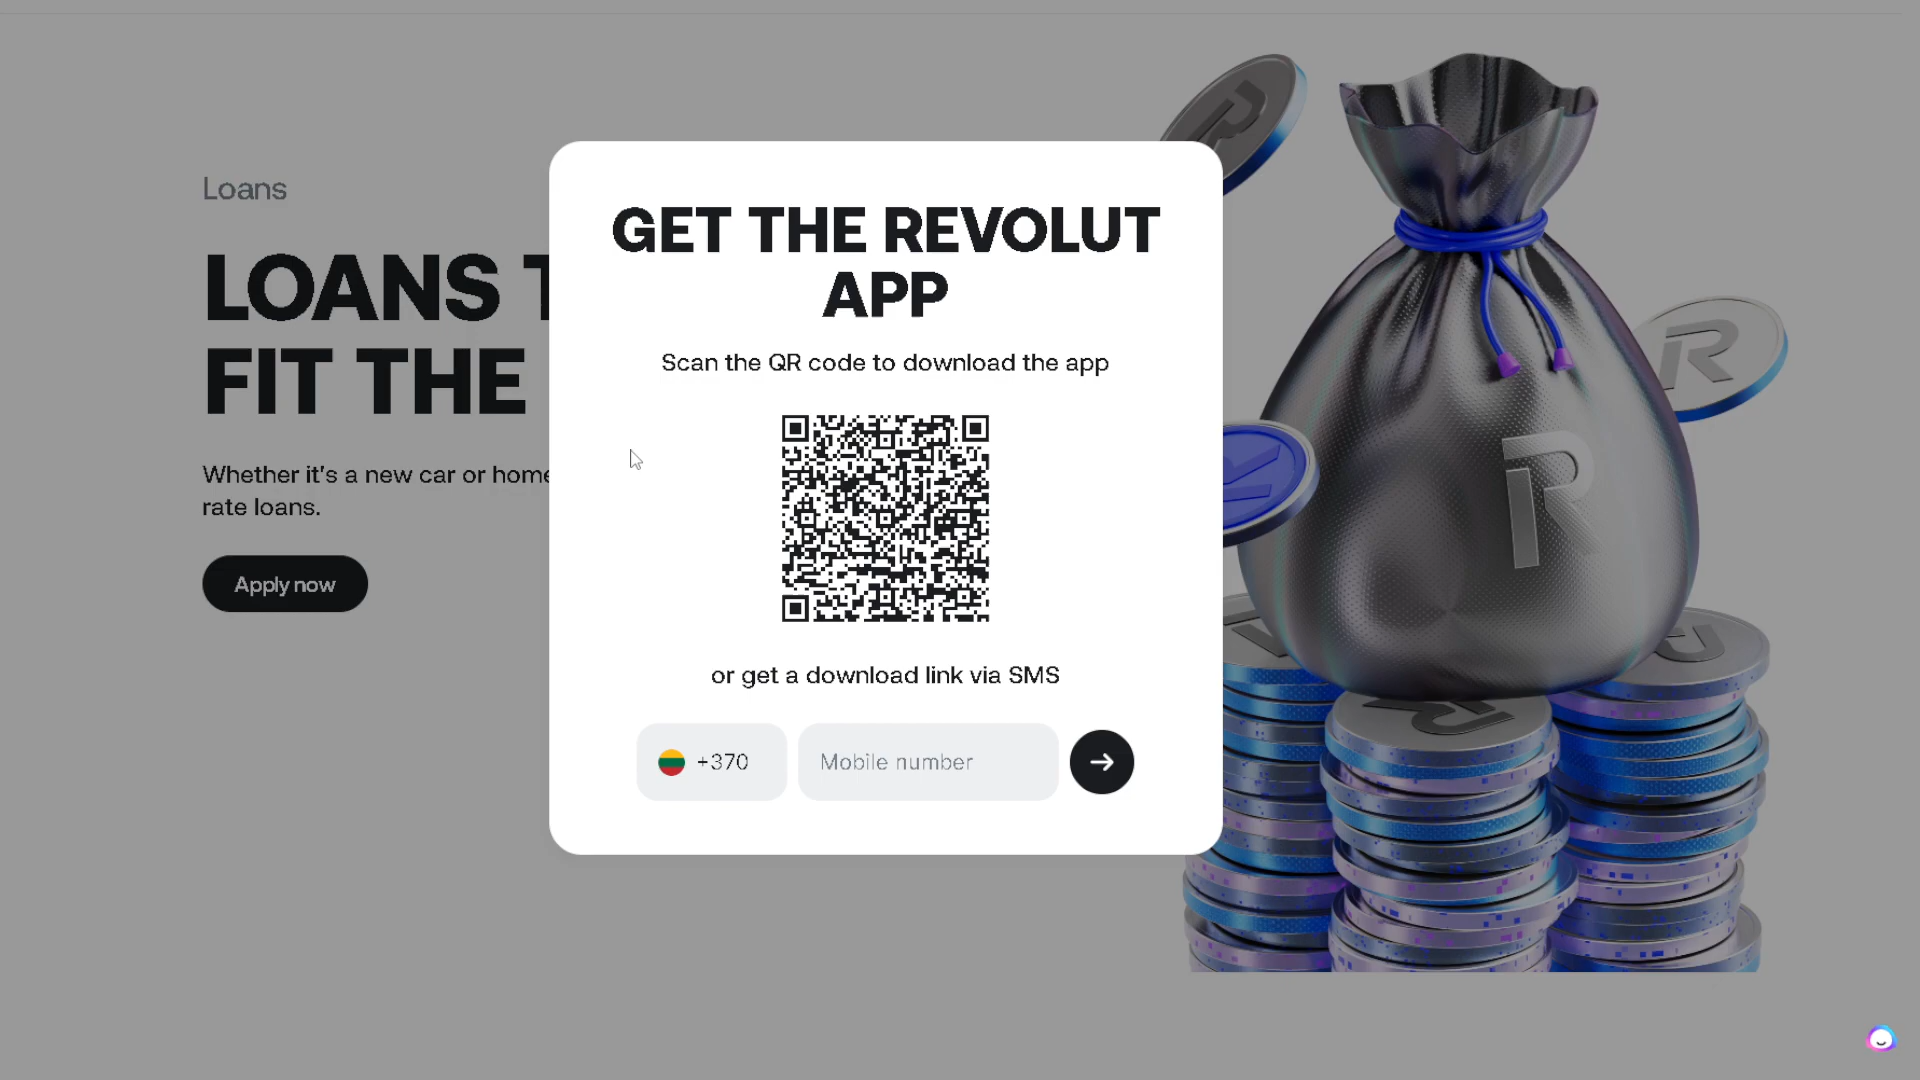 Loans
LOANS T
FIT THE
Whether it's a new car or home
rate loans.
Apply now
GET THE REVOLUT
APP
Scan the QR code to download the app
or get a download link via SMS
+370
Mobile number